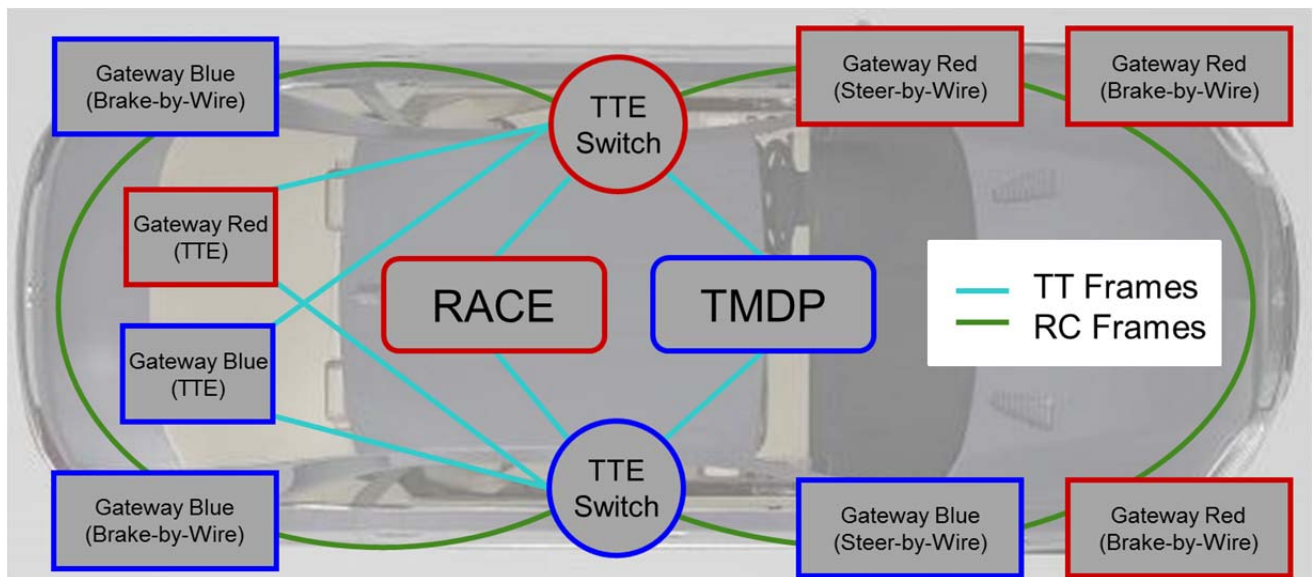 Gateway Blue
(Brake-by-Wire)
TTE
Switch
Gateway Red
(Steer-by-Wire)
Gateway Red
(Brake-by-Wire)
Gateway Red
(TTE)
RACE
TMDP
TT Frames
RC Frames
Gateway Blue
(TTE)
Gateway Blue
(Brake-by-Wire)
TTE
Switch
Gateway Blue
(Steer-by-Wire)
Gateway Red
(Brake-by-Wire)